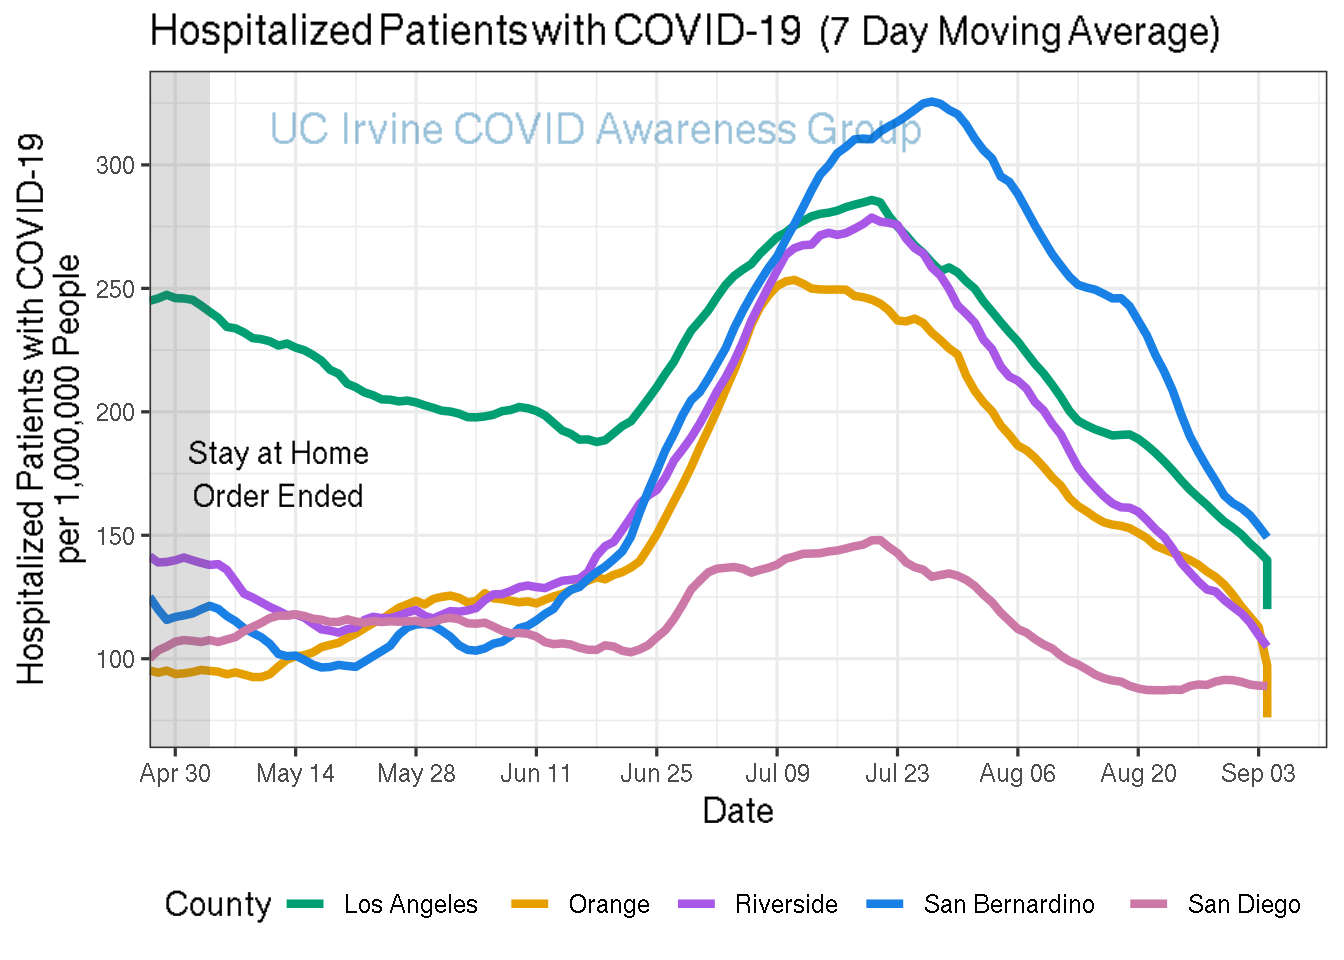 Hospitalized Patients with COVID-19 (7 Day Moving Average)
UC Irvine COVID Awareness Group
Hospitalized Patients with COVID-19
per 1,000,000 People
300
250
200
150
100
Stay at Home
Order Ended
Apr 30 May 14 May 28 Jun 11 Jun 25 Jul 09 Jul 23 Aug 06 Aug 20 Sep 03
Date
County Los Angeles Orange Riverside San Bernardino San Diego